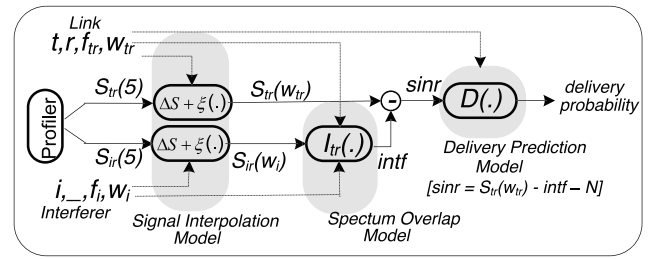 Link
t,r,f_tr,w_tr
S_tr(5)
ΔS + ξ(.)
S_tr(w_tr)
-
sinr
D(.)
delivery
probability
Profiler
S_ir(5)
ΔS + ξ(.)
S_ir(w_i)
I_tr(.)
intf
Delivery Prediction
Model
[sinr = S_tr(w_tr) - intf – N]
i,_,f_i,w_i
Interferer
Signal Interpolation
Model
Spectum Overlap
Model